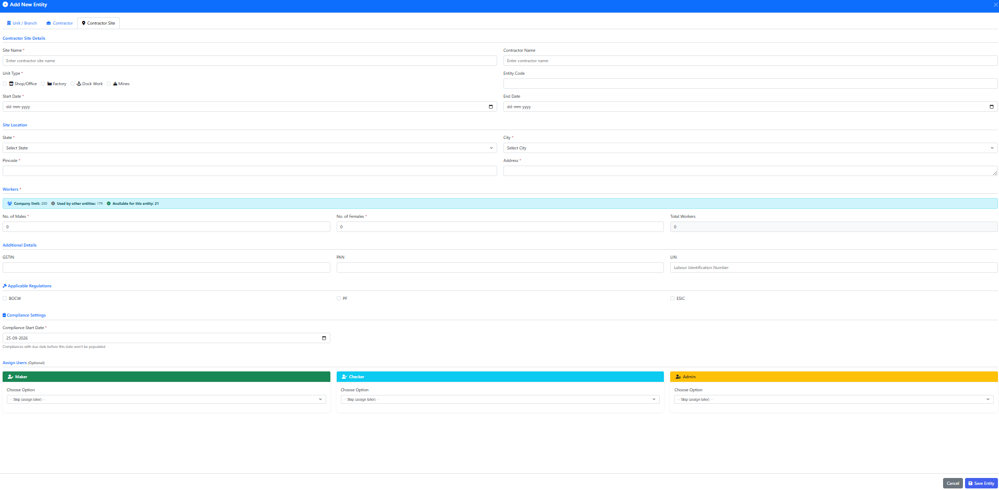 Add New Entity
Unit / Branch Contractor Contractor Site
Contractor Site Details
Site Name * Contractor Name
Enter contractor site name Enter contractor name
Unit Type * Entity Code
Shop/Office Factory Dock Work Mines
Start Date * End Date
dd-mm-yyyy dd-mm-yyyy
Site Location
State * City *
Select State Select City
Pincode * Address *
Workers *
Company limit: 200 Used by other entities: 179 Available for this entity: 21
No. of Males * No. of Females * Total Workers
0 0 0
Additional Details
GSTIN PAN LIN
Labour Identification Number
Applicable Regulations
BOCW PF ESIC
Compliance Settings
Compliance Start Date *
25-09-2026
Compliances with due date before this date won't be populated
Assign Users (Optional)
Maker Checker Admin
Choose Option Choose Option Choose Option
-- Skip (assign later) -- -- Skip (assign later) -- -- Skip (assign later) --
Cancel Save Entity